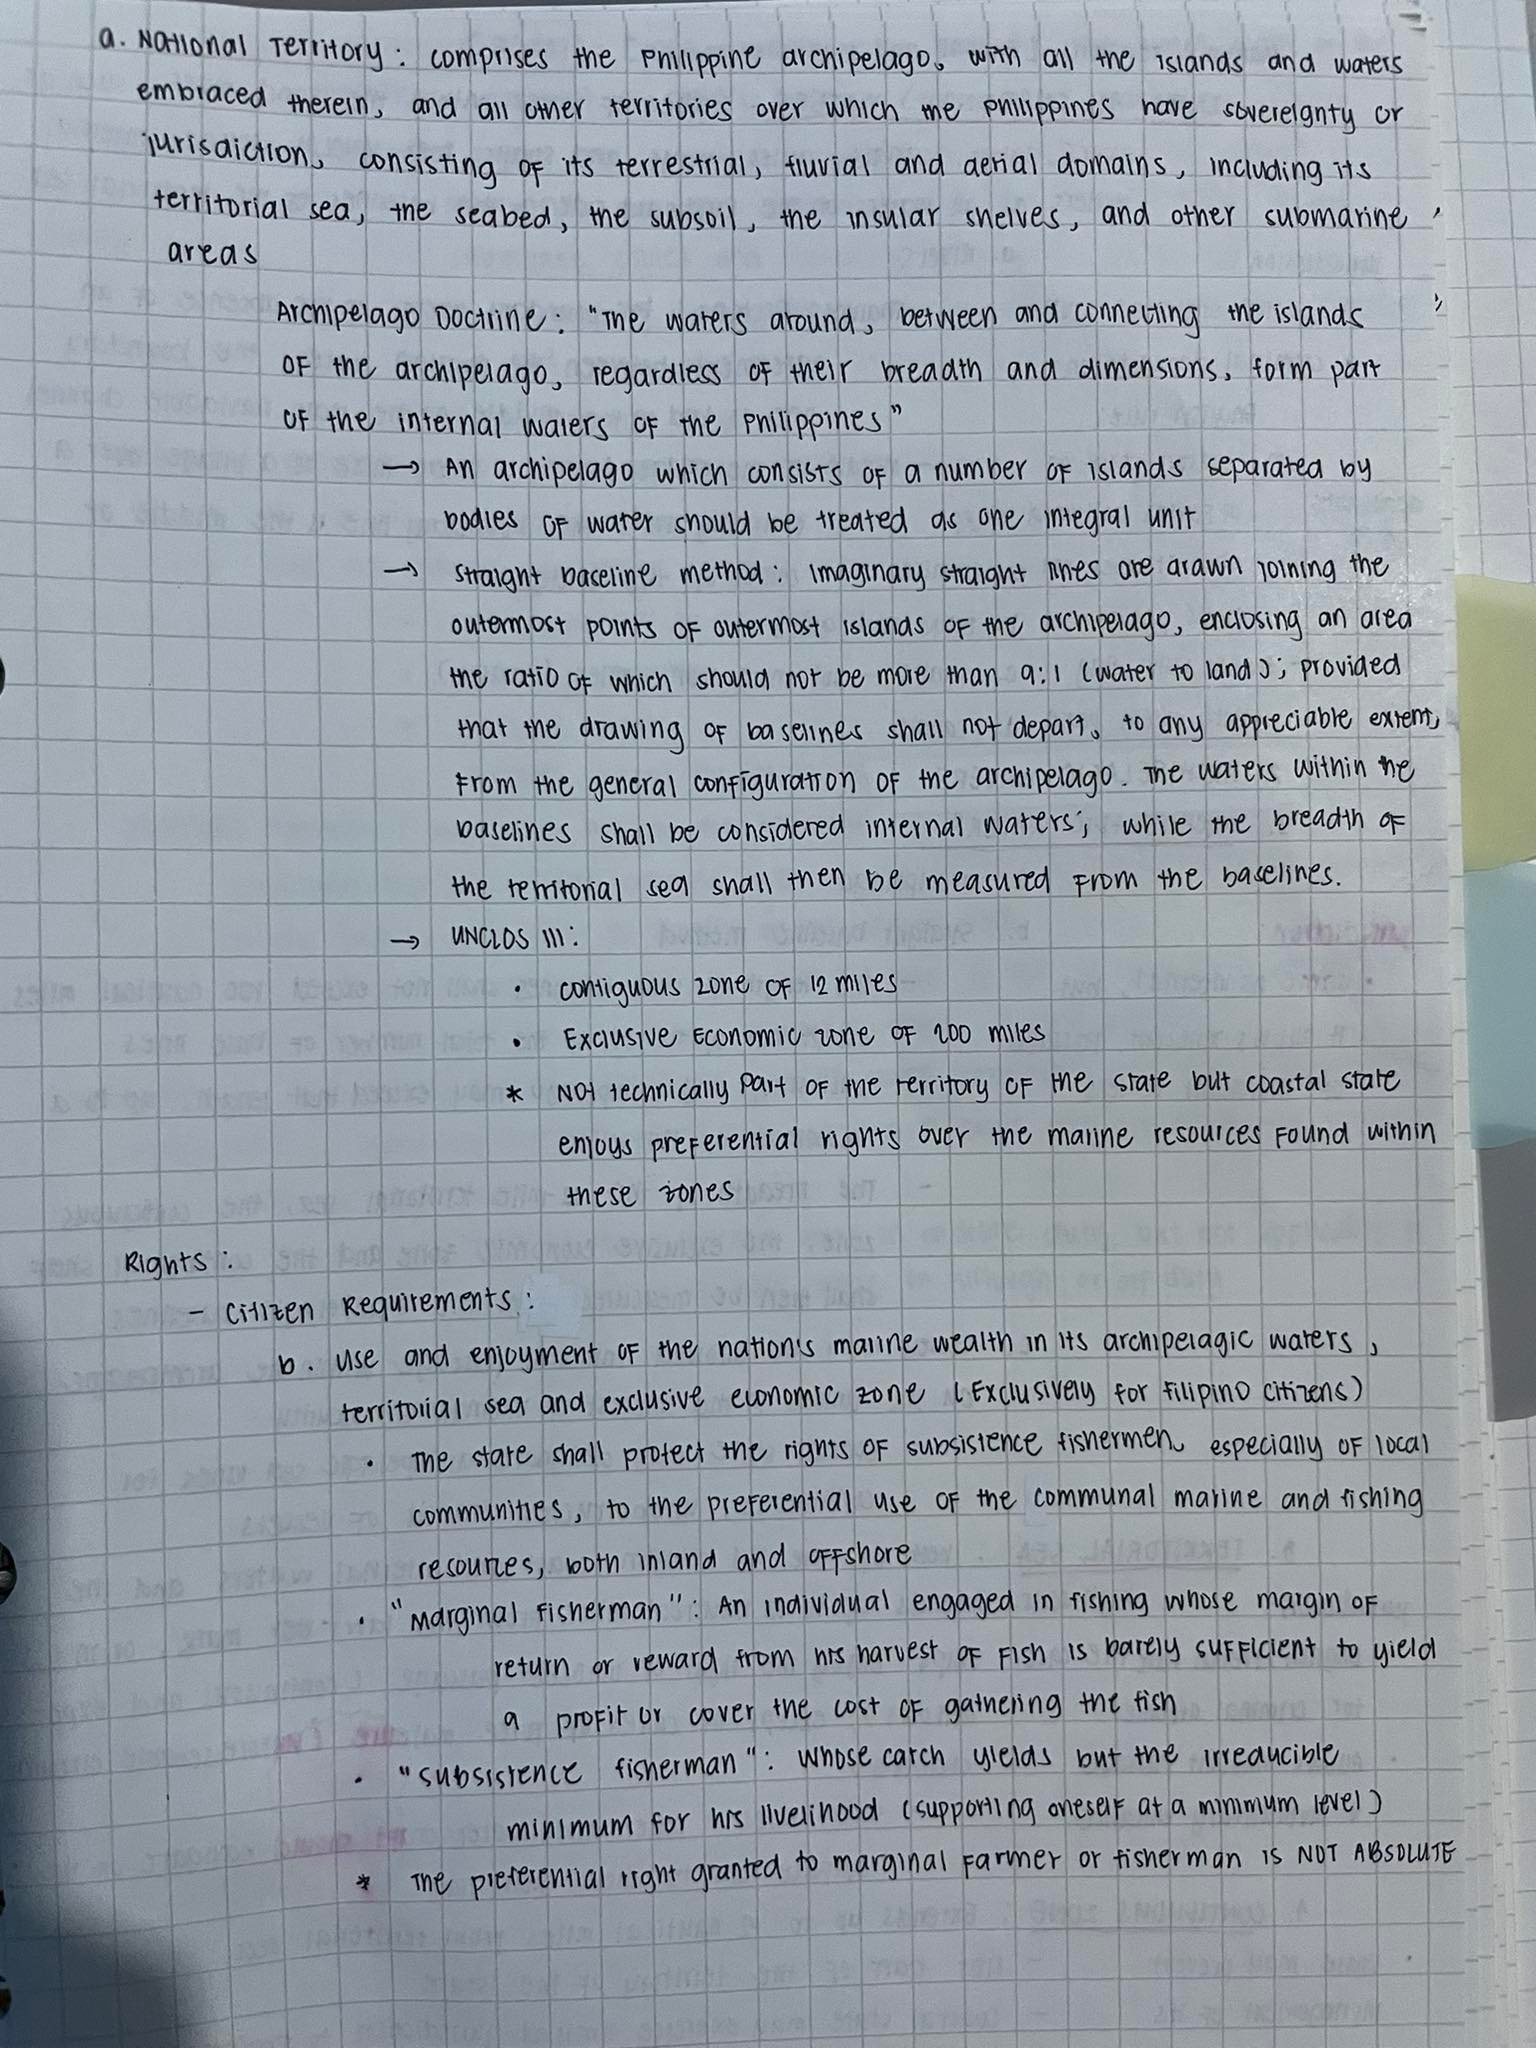 a. National Territory: comprises the Philippine archipelago, with all the islands and waters
embraced therein, and all other territories over which the Philippines have sovereignty or
jurisdiction, consisting of its terrestrial, fluvial and aerial domains, including its
territorial sea, the seabed, the subsoil, the insular shelves, and other submarine
areas
Archipelago Doctrine: "The waters around, between and connecting the islands
of the archipelago, regardless of their breadth and dimensions, form part
of the internal waters of the Philippines"
→ An archipelago which consists of a number of islands separated by
bodies of water should be treated as one integral unit
→ straight baseline method: imaginary straight lines are drawn joining the
outermost points of outermost islands of the archipelago, enclosing an area
the ratio of which should not be more than 9:1 (water to land); provided
that the drawing of baselines shall not depart, to any appreciable extent,
from the general configuration of the archipelago. The waters within the
baselines shall be considered internal waters; while the breadth of
the territorial sea shall then be measured from the baselines.
→ UNCLOS III:
• contiguous zone of 12 miles
• Exclusive Economic zone of 200 miles
* Not technically part of the territory of the state but coastal state
enjoys preferential rights over the marine resources found within
these zones
Rights:
- Citizen Requirements:
b. use and enjoyment of the nation's marine wealth in its archipelagic waters,
territorial sea and exclusive economic zone (Exclusively for Filipino citizens)
• The state shall protect the rights of subsistence fishermen, especially of local
communities, to the preferential use of the communal marine and fishing
resources, both inland and offshore
• "Marginal Fisherman": An individual engaged in fishing whose margin of
return or reward from his harvest of fish is barely sufficient to yield
a profit or cover the cost of gathering the fish
• "subsistence fisherman": whose catch yields but the irreducible
minimum for his livelihood (supporting oneself at a minimum level)
* The preferential right granted to marginal farmer or fisherman is NOT ABSOLUTE